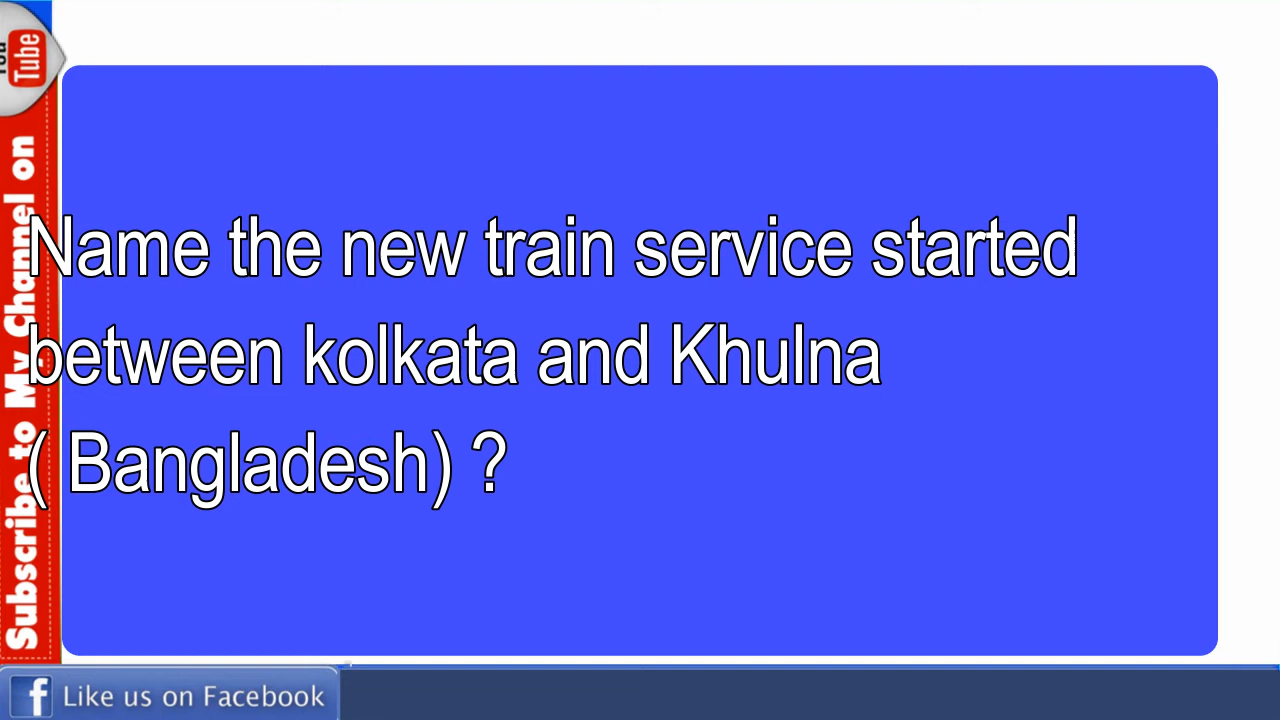 You Tube
Subscribe to My Channel on
Name the new train service started
between kolkata and Khulna
( Bangladesh) ?
f Like us on Facebook